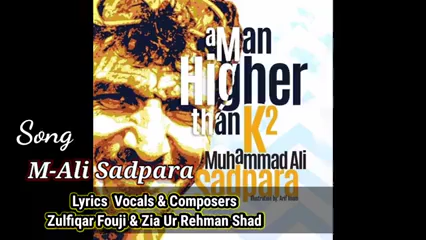 a Man
Higher
than K2
Muhammad Ali
Sadpara
Song
M-Ali Sadpara
Lyrics Vocals & Composers
Zulfiqar Fouji & Zia Ur Rehman Shad